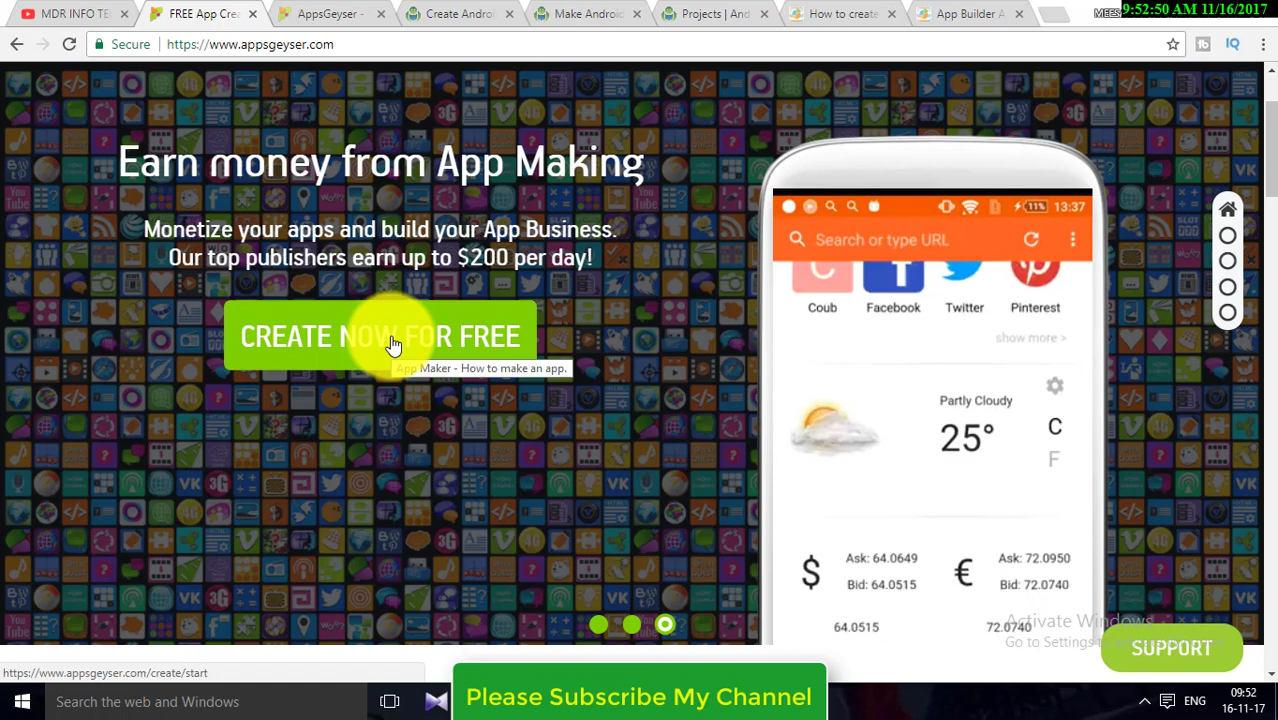 MDR INFO TE
FREE App Cre
AppsGeyser -
Create Androi
Make Android
Projects | And
How to create
App Builder A
MEES
9:52:50 AM 11/16/2017
Secure
https://www.appsgeyser.com
Earn money from App Making
Monetize your apps and build your App Business.
Our top publishers earn up to $200 per day!
CREATE NOW FOR FREE
App Maker - How to make an app.
11%
13:37
Search or type URL
Coub
Facebook
Twitter
Pinterest
show more >
Partly Cloudy
25°
C
F
$
Ask: 64.0649
Bid: 64.0515
€
Ask: 72.0950
Bid: 72.0740
64.0515
72.0740
Activate Windows
Go to Settings
SUPPORT
https://www.appsgeyser.com/create/start
Please Subscribe My Channel
Search the web and Windows
ENG
09:52
16-11-17